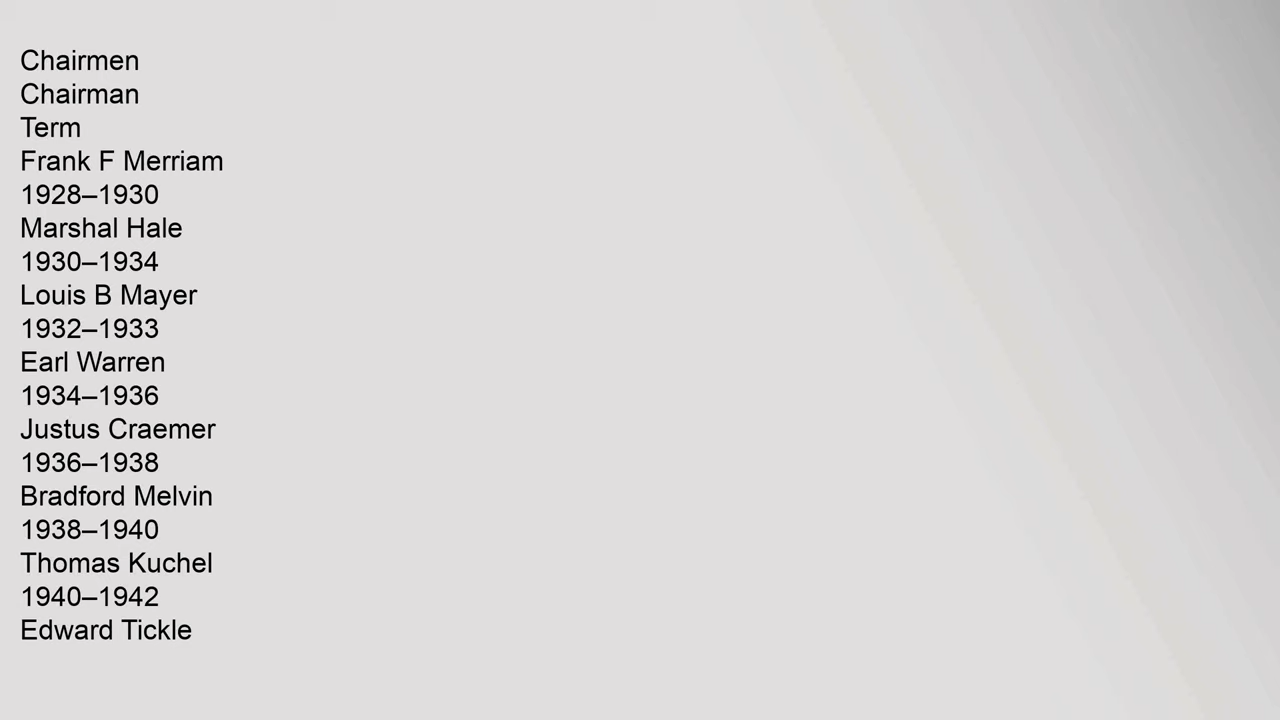 Chairmen
Chairman
Term
Frank F Merriam
1928–1930
Marshal Hale
1930–1934
Louis B Mayer
1932–1933
Earl Warren
1934–1936
Justus Craemer
1936–1938
Bradford Melvin
1938–1940
Thomas Kuchel
1940–1942
Edward Tickle